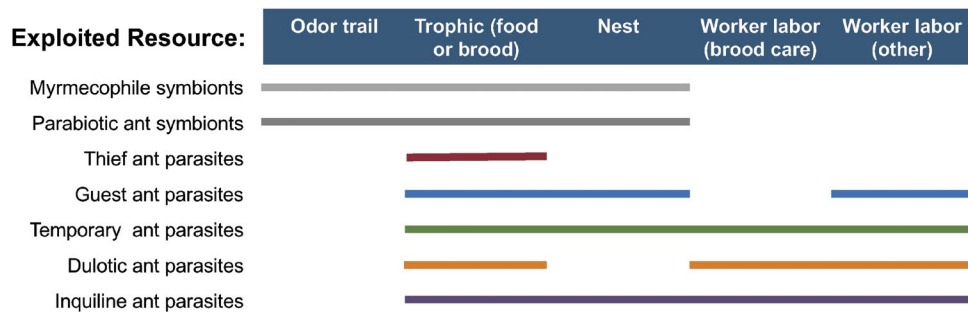 Exploited Resource:
Odor trail
Trophic (food
or brood)
Nest
Worker labor
(brood care)
Worker labor
(other)
Myrmecophile symbionts
Parabiotic ant symbionts
Thief ant parasites
Guest ant parasites
Temporary ant parasites
Dulotic ant parasites
Inquiline ant parasites